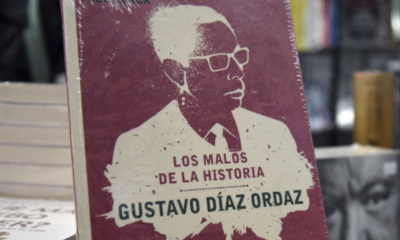 LOS MALOS
DE LA HISTORIA
GUSTAVO DÍAZ ORDAZ